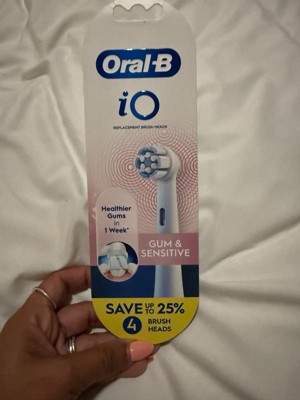 Oral-B
iO
REPLACEMENT BRUSH HEADS
Healthier
Gums
in
1 Week*
GUM &
SENSITIVE
SAVE UP TO 25%
4 BRUSH
HEADS